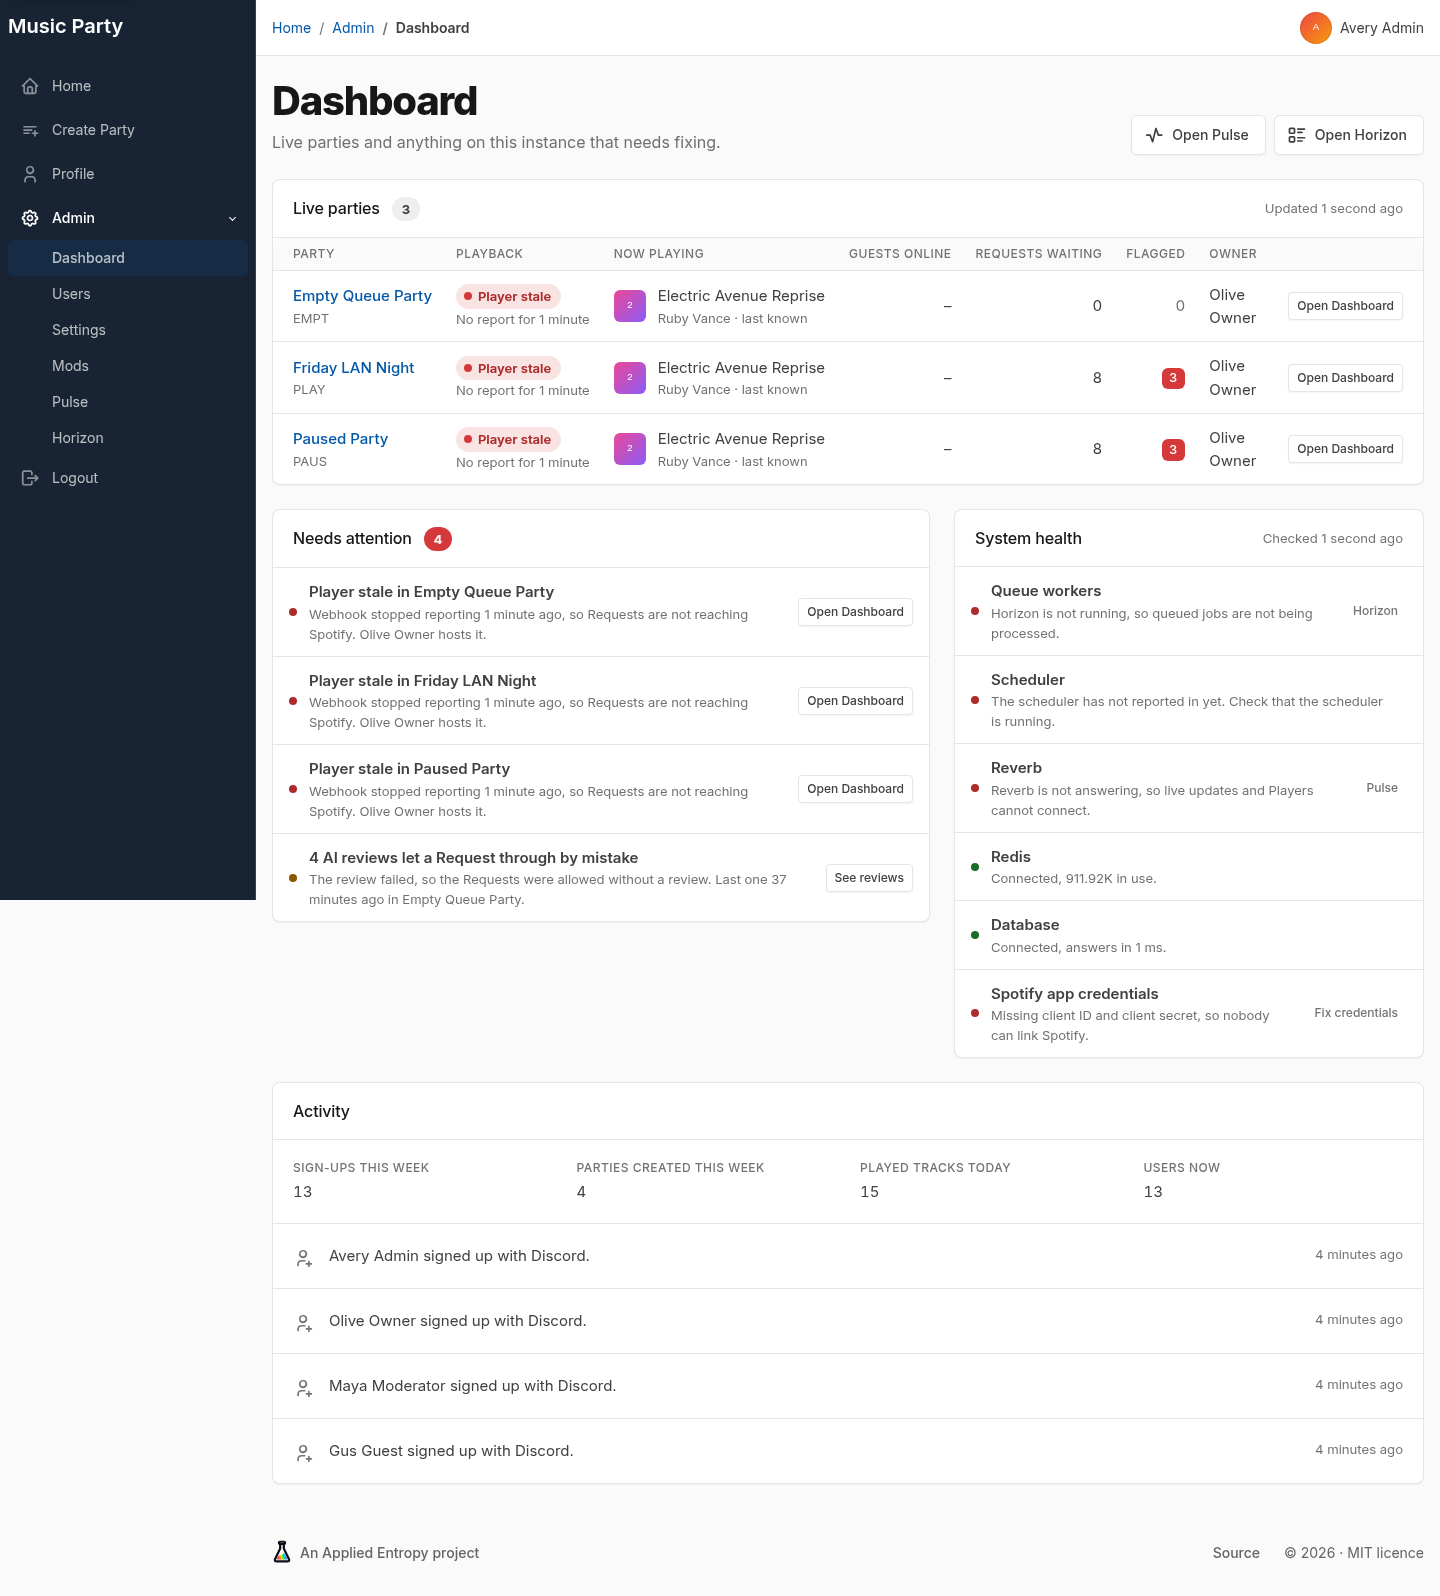 Music Party
Home
Create Party
Profile
Admin
Dashboard
Users
Settings
Mods
Pulse
Horizon
Logout
Home / Admin / Dashboard
A Avery Admin
Dashboard
Live parties and anything on this instance that needs fixing.
Open Pulse
Open Horizon
Live parties 3
Updated 1 second ago
PARTY PLAYBACK NOW PLAYING GUESTS ONLINE REQUESTS WAITING FLAGGED OWNER
Empty Queue Party Player stale 2 Electric Avenue Reprise – 0 0 Olive Open Dashboard
EMPT No report for 1 minute Ruby Vance · last known Owner
Friday LAN Night Player stale 2 Electric Avenue Reprise – 8 3 Olive Open Dashboard
PLAY No report for 1 minute Ruby Vance · last known Owner
Paused Party Player stale 2 Electric Avenue Reprise – 8 3 Olive Open Dashboard
PAUS No report for 1 minute Ruby Vance · last known Owner
Needs attention 4
Player stale in Empty Queue Party
Webhook stopped reporting 1 minute ago, so Requests are not reaching
Spotify. Olive Owner hosts it.
Open Dashboard
Player stale in Friday LAN Night
Webhook stopped reporting 1 minute ago, so Requests are not reaching
Spotify. Olive Owner hosts it.
Open Dashboard
Player stale in Paused Party
Webhook stopped reporting 1 minute ago, so Requests are not reaching
Spotify. Olive Owner hosts it.
Open Dashboard
4 AI reviews let a Request through by mistake
The review failed, so the Requests were allowed without a review. Last one 37
minutes ago in Empty Queue Party.
See reviews
System health
Checked 1 second ago
Queue workers
Horizon is not running, so queued jobs are not being
processed.
Horizon
Scheduler
The scheduler has not reported in yet. Check that the scheduler
is running.
Reverb
Reverb is not answering, so live updates and Players
cannot connect.
Pulse
Redis
Connected, 911.92K in use.
Database
Connected, answers in 1 ms.
Spotify app credentials
Missing client ID and client secret, so nobody
can link Spotify.
Fix credentials
Activity
SIGN-UPS THIS WEEK PARTIES CREATED THIS WEEK PLAYED TRACKS TODAY USERS NOW
13 4 15 13
Avery Admin signed up with Discord. 4 minutes ago
Olive Owner signed up with Discord. 4 minutes ago
Maya Moderator signed up with Discord. 4 minutes ago
Gus Guest signed up with Discord. 4 minutes ago
An Applied Entropy project
Source © 2026 · MIT licence